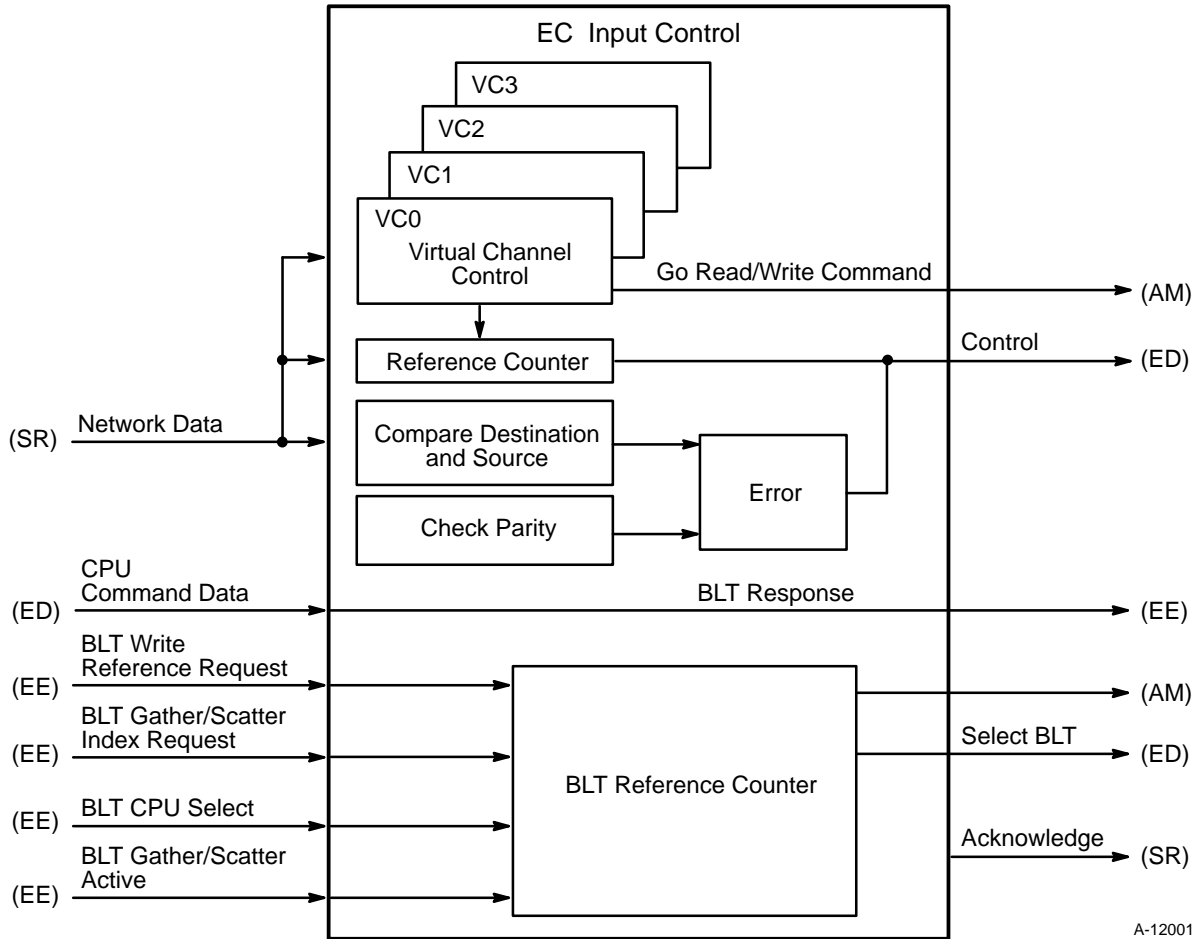 EC Input Control
VC3
VC2
VC1
VC0
Virtual Channel
Control
Go Read/Write Command
(AM)
Reference Counter
Control
(ED)
(SR)
Network Data
Compare Destination
and Source
Error
Check Parity
CPU
Command Data
(ED)
BLT Response
(EE)
BLT Write
Reference Request
(EE)
(AM)
BLT Gather/Scatter
Index Request
(EE)
Select BLT
(ED)
BLT Reference Counter
BLT CPU Select
(EE)
Acknowledge
(SR)
BLT Gather/Scatter
Active
(EE)
A-12001